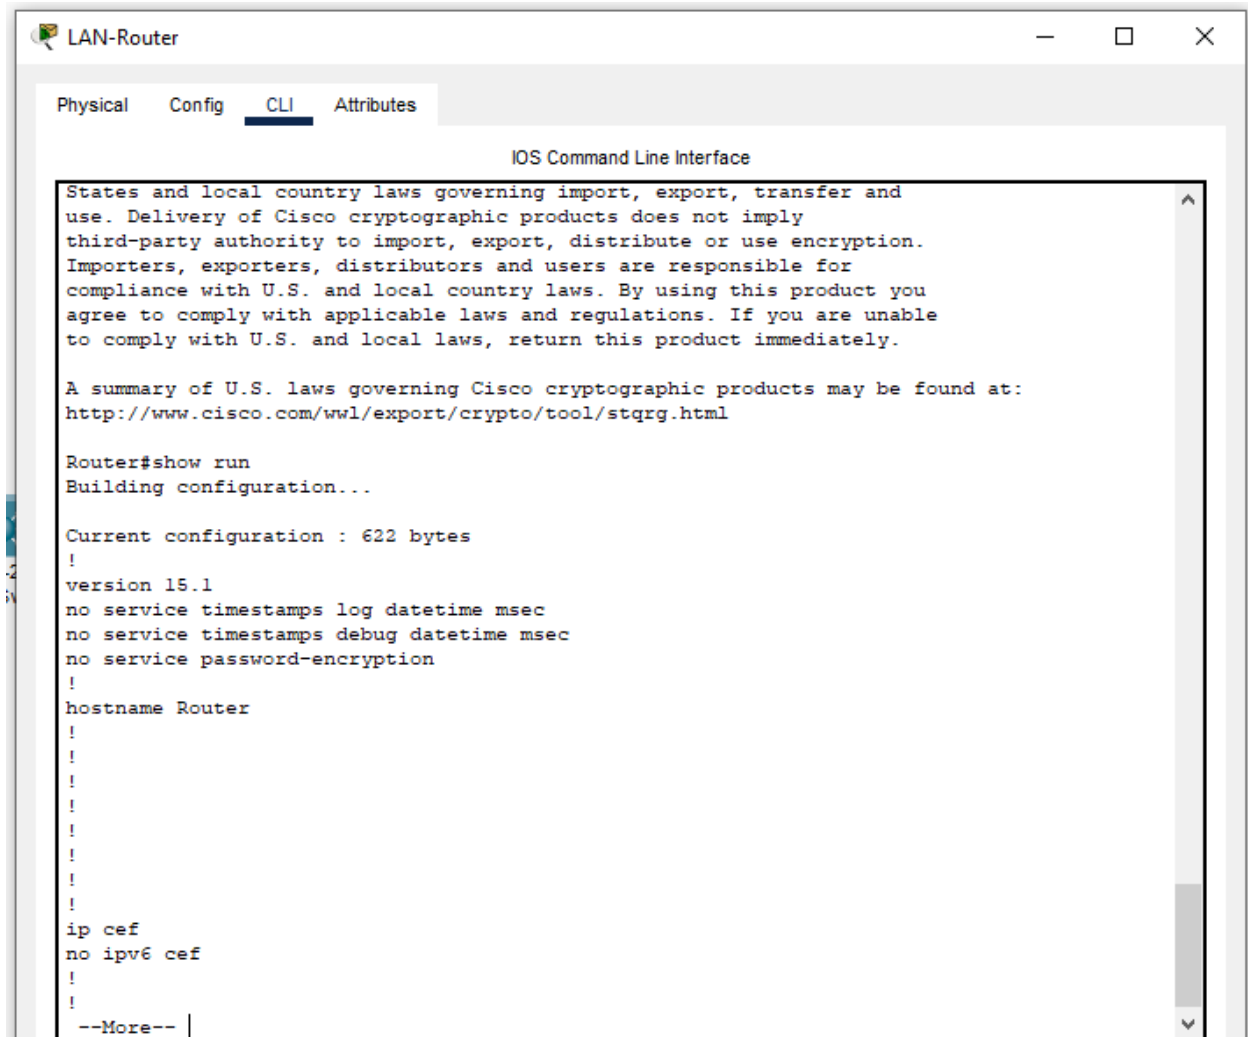 LAN-Router
Physical Config CLI Attributes
IOS Command Line Interface
States and local country laws governing import, export, transfer and
use. Delivery of Cisco cryptographic products does not imply
third-party authority to import, export, distribute or use encryption.
Importers, exporters, distributors and users are responsible for
compliance with U.S. and local country laws. By using this product you
agree to comply with applicable laws and regulations. If you are unable
to comply with U.S. and local laws, return this product immediately.
A summary of U.S. laws governing Cisco cryptographic products may be found at:
http://www.cisco.com/wwl/export/crypto/tool/stqrg.html
Router#show run
Building configuration...
Current configuration : 622 bytes
!
version 15.1
no service timestamps log datetime msec
no service timestamps debug datetime msec
no service password-encryption
!
hostname Router
!
!
!
!
!
!
!
!
ip cef
no ipv6 cef
!
!
--More--